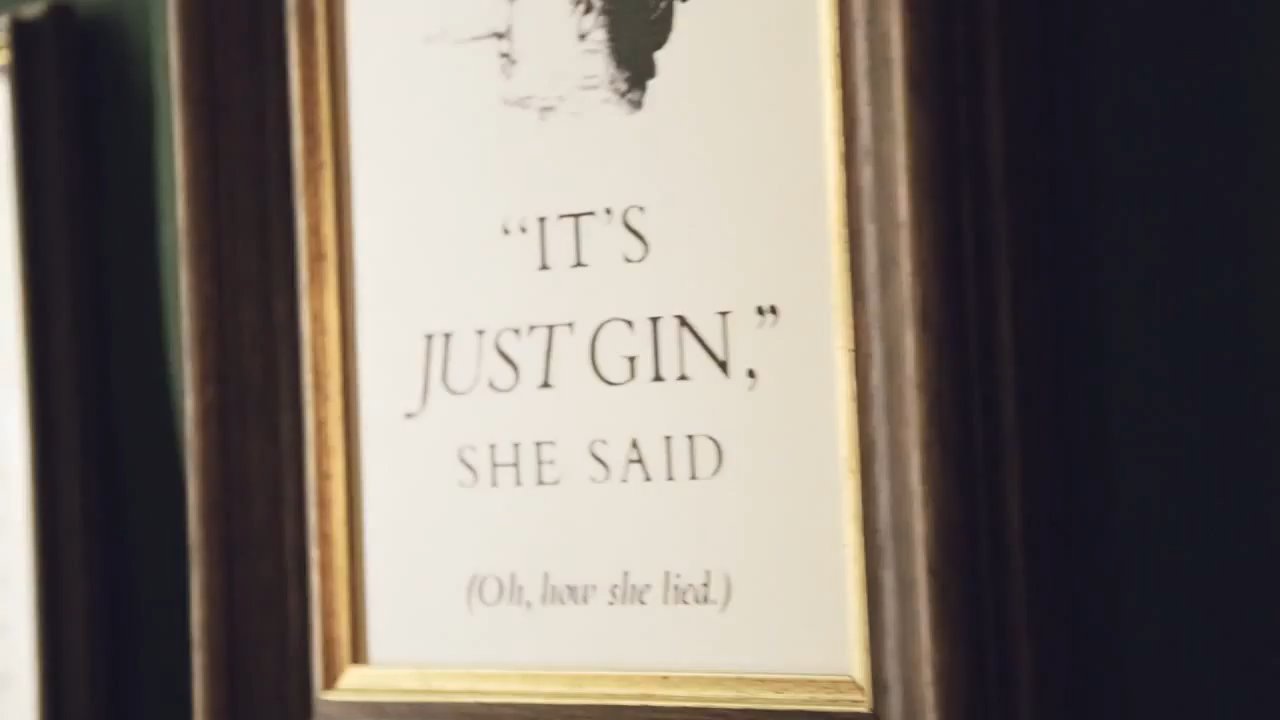 “IT’S
JUST GIN,”
SHE SAID
(Oh, how she lied.)